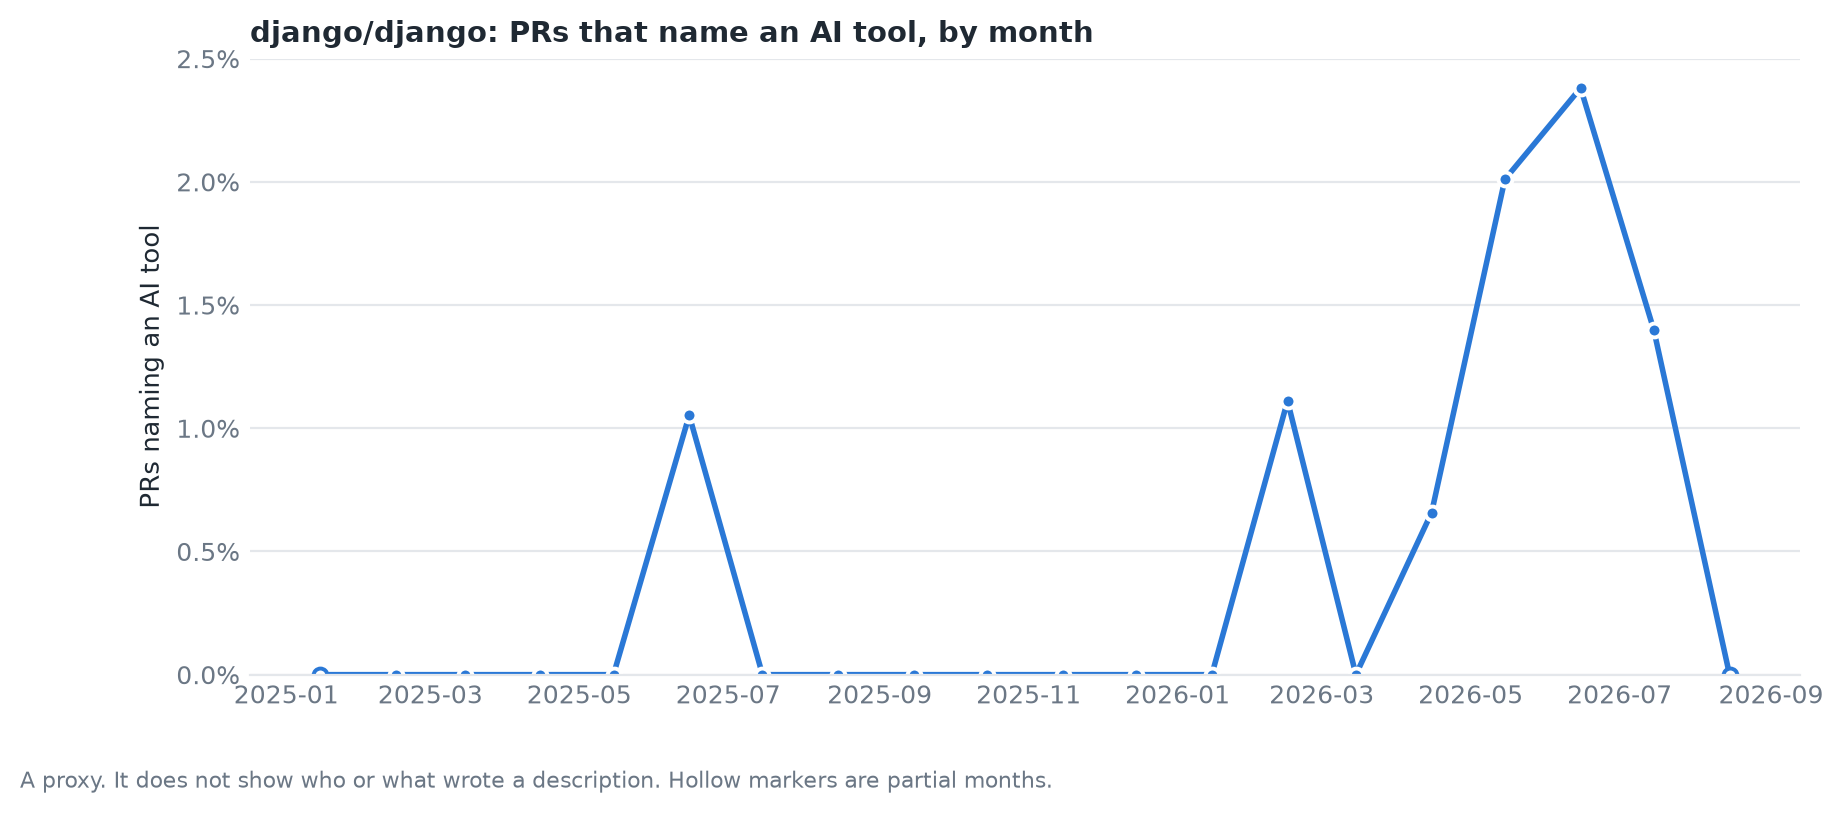 django/django: PRs that name an AI tool, by month
2.5%
2.0%
1.5%
1.0%
0.5%
0.0%
PRs naming an AI tool
2025-01 2025-03 2025-05 2025-07 2025-09 2025-11 2026-01 2026-03 2026-05 2026-07 2026-09
A proxy. It does not show who or what wrote a description. Hollow markers are partial months.